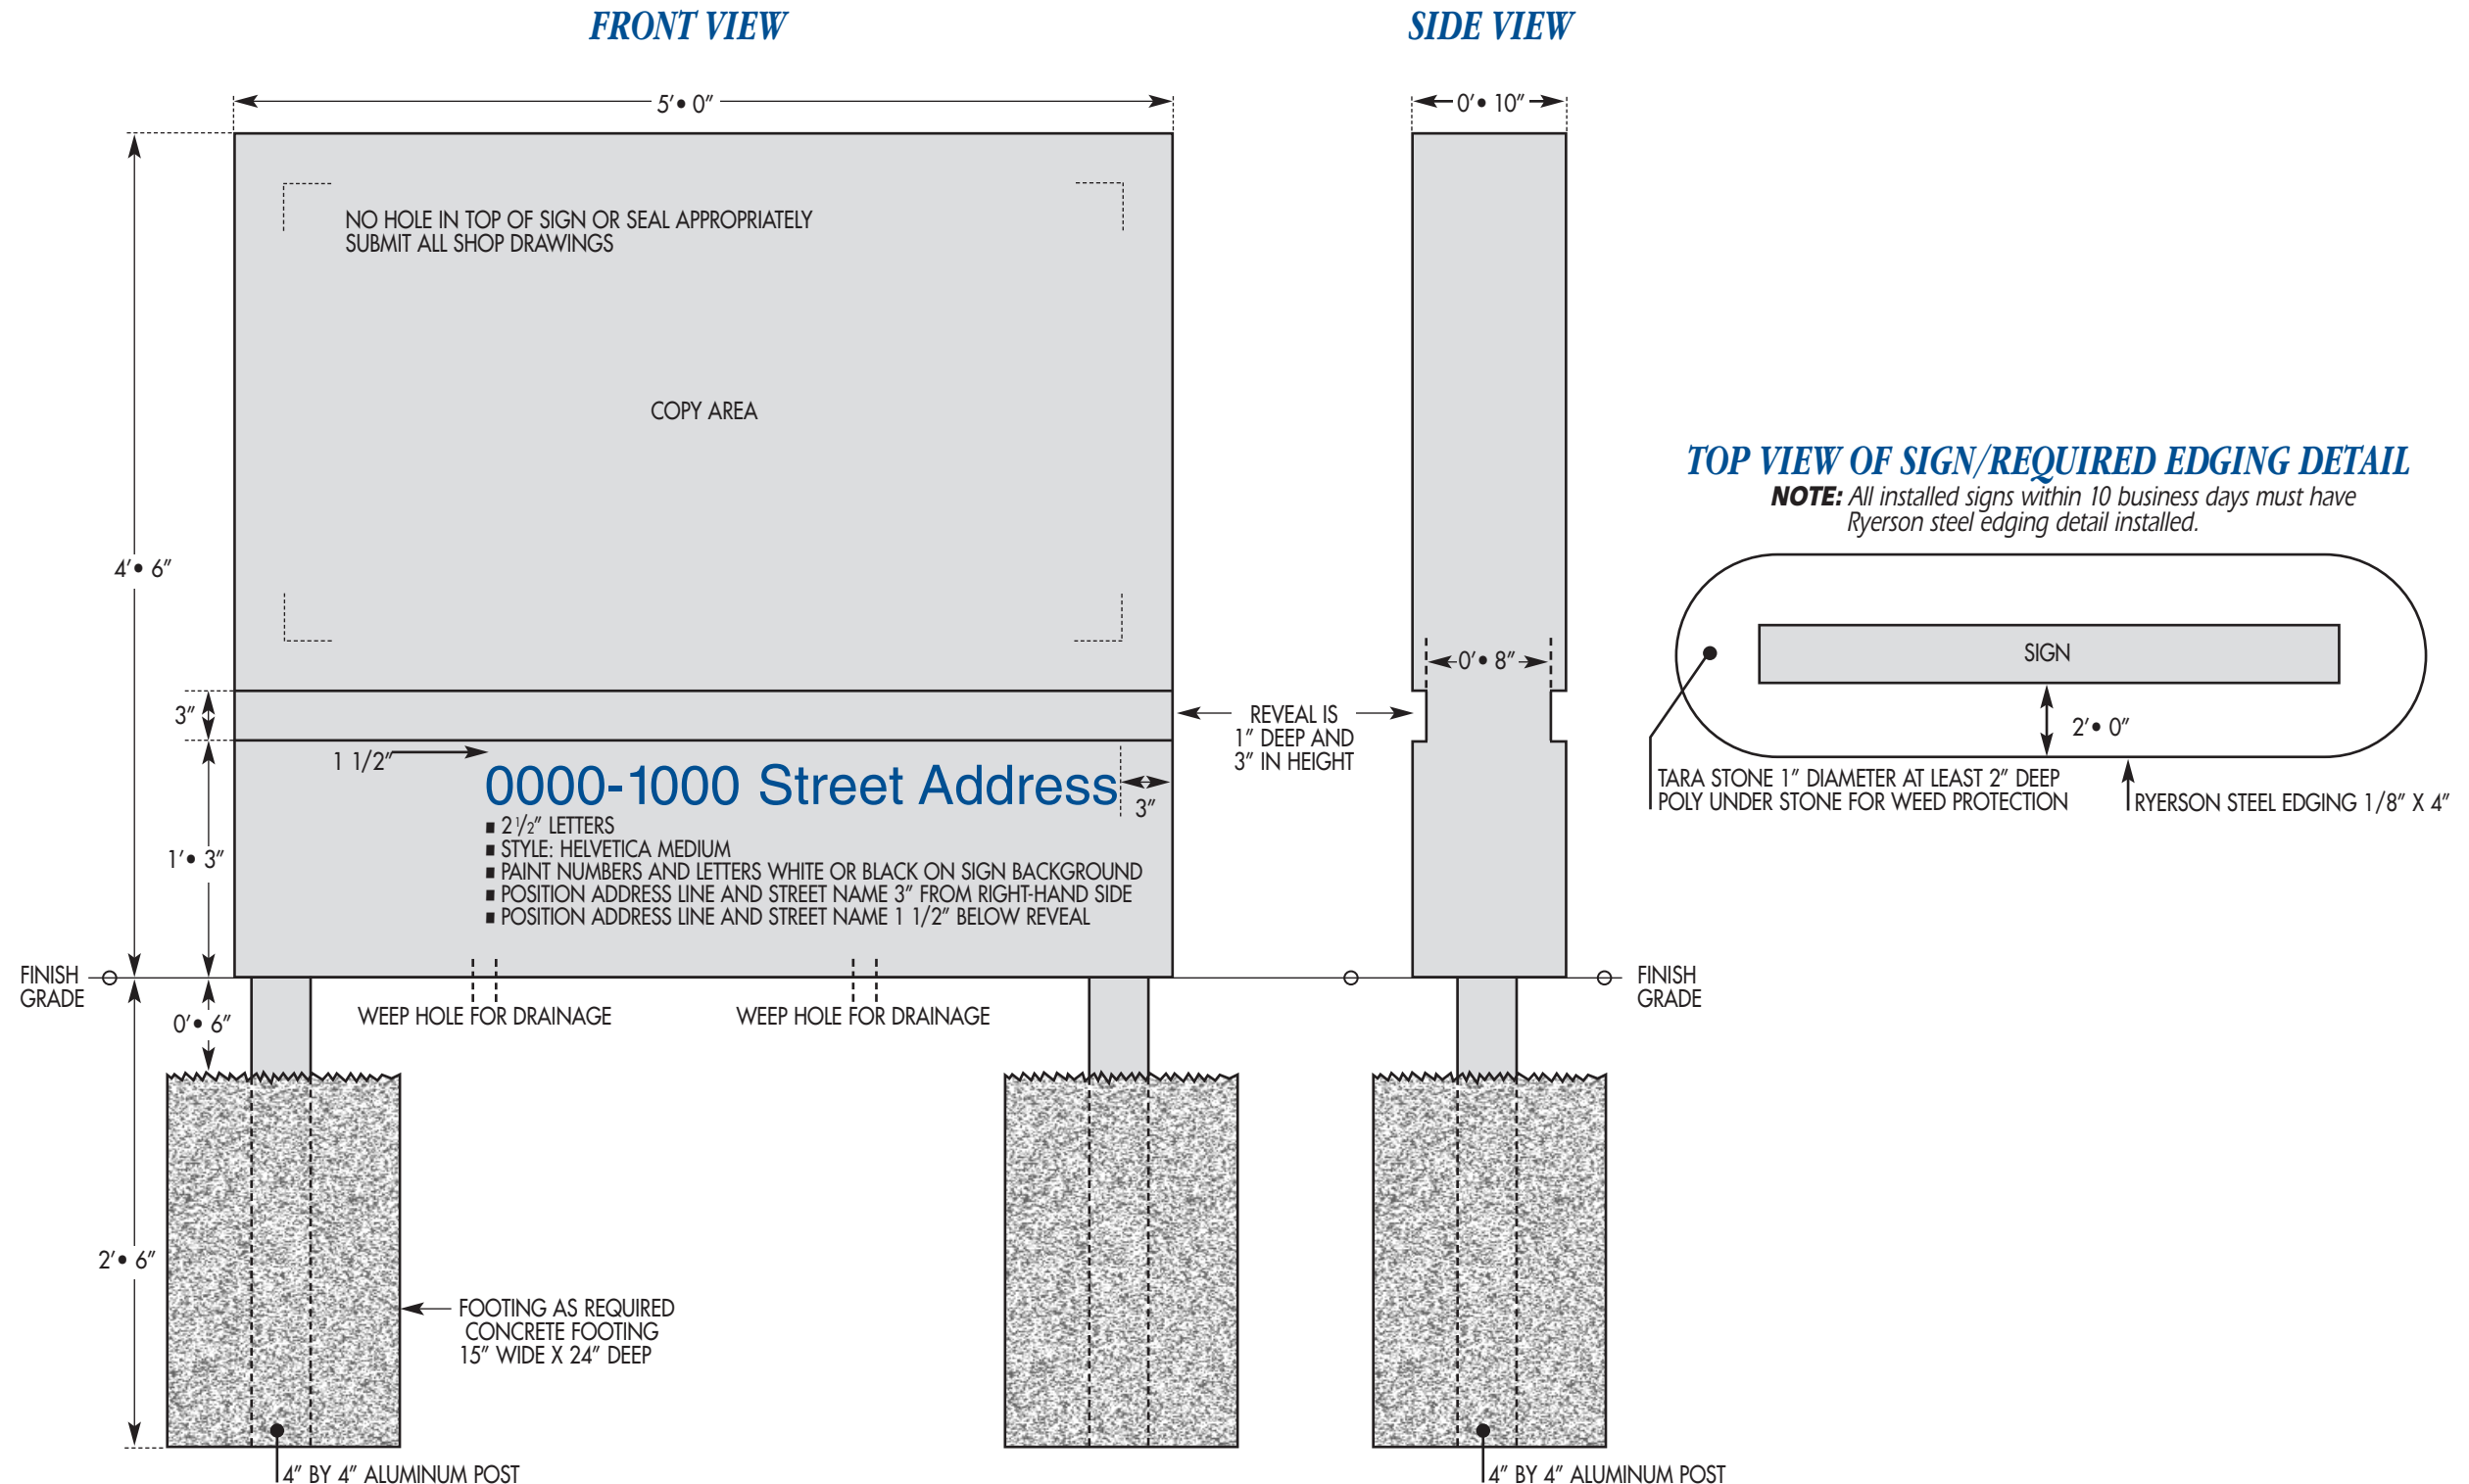 FRONT VIEW
SIDE VIEW
5'• 0"
0'• 10"
NO HOLE IN TOP OF SIGN OR SEAL APPROPRIATELY
SUBMIT ALL SHOP DRAWINGS
COPY AREA
4'• 6"
TOP VIEW OF SIGN/REQUIRED EDGING DETAIL
NOTE: All installed signs within 10 business days must have
Ryerson steel edging detail installed.
SIGN
2'• 0"
TARA STONE 1" DIAMETER AT LEAST 2" DEEP
POLY UNDER STONE FOR WEED PROTECTION
RYERSON STEEL EDGING 1/8" X 4"
0'• 8"
3"
REVEAL IS
1" DEEP AND
3" IN HEIGHT
1 1/2"
0000-1000 Street Address
3"
■ 2 1/2" LETTERS
■ STYLE: HELVETICA MEDIUM
■ PAINT NUMBERS AND LETTERS WHITE OR BLACK ON SIGN BACKGROUND
■ POSITION ADDRESS LINE AND STREET NAME 3" FROM RIGHT-HAND SIDE
■ POSITION ADDRESS LINE AND STREET NAME 1 1/2" BELOW REVEAL
1'• 3"
FINISH
GRADE
FINISH
GRADE
0'• 6"
WEEP HOLE FOR DRAINAGE
WEEP HOLE FOR DRAINAGE
2'• 6"
FOOTING AS REQUIRED
CONCRETE FOOTING
15" WIDE X 24" DEEP
4" BY 4" ALUMINUM POST
4" BY 4" ALUMINUM POST